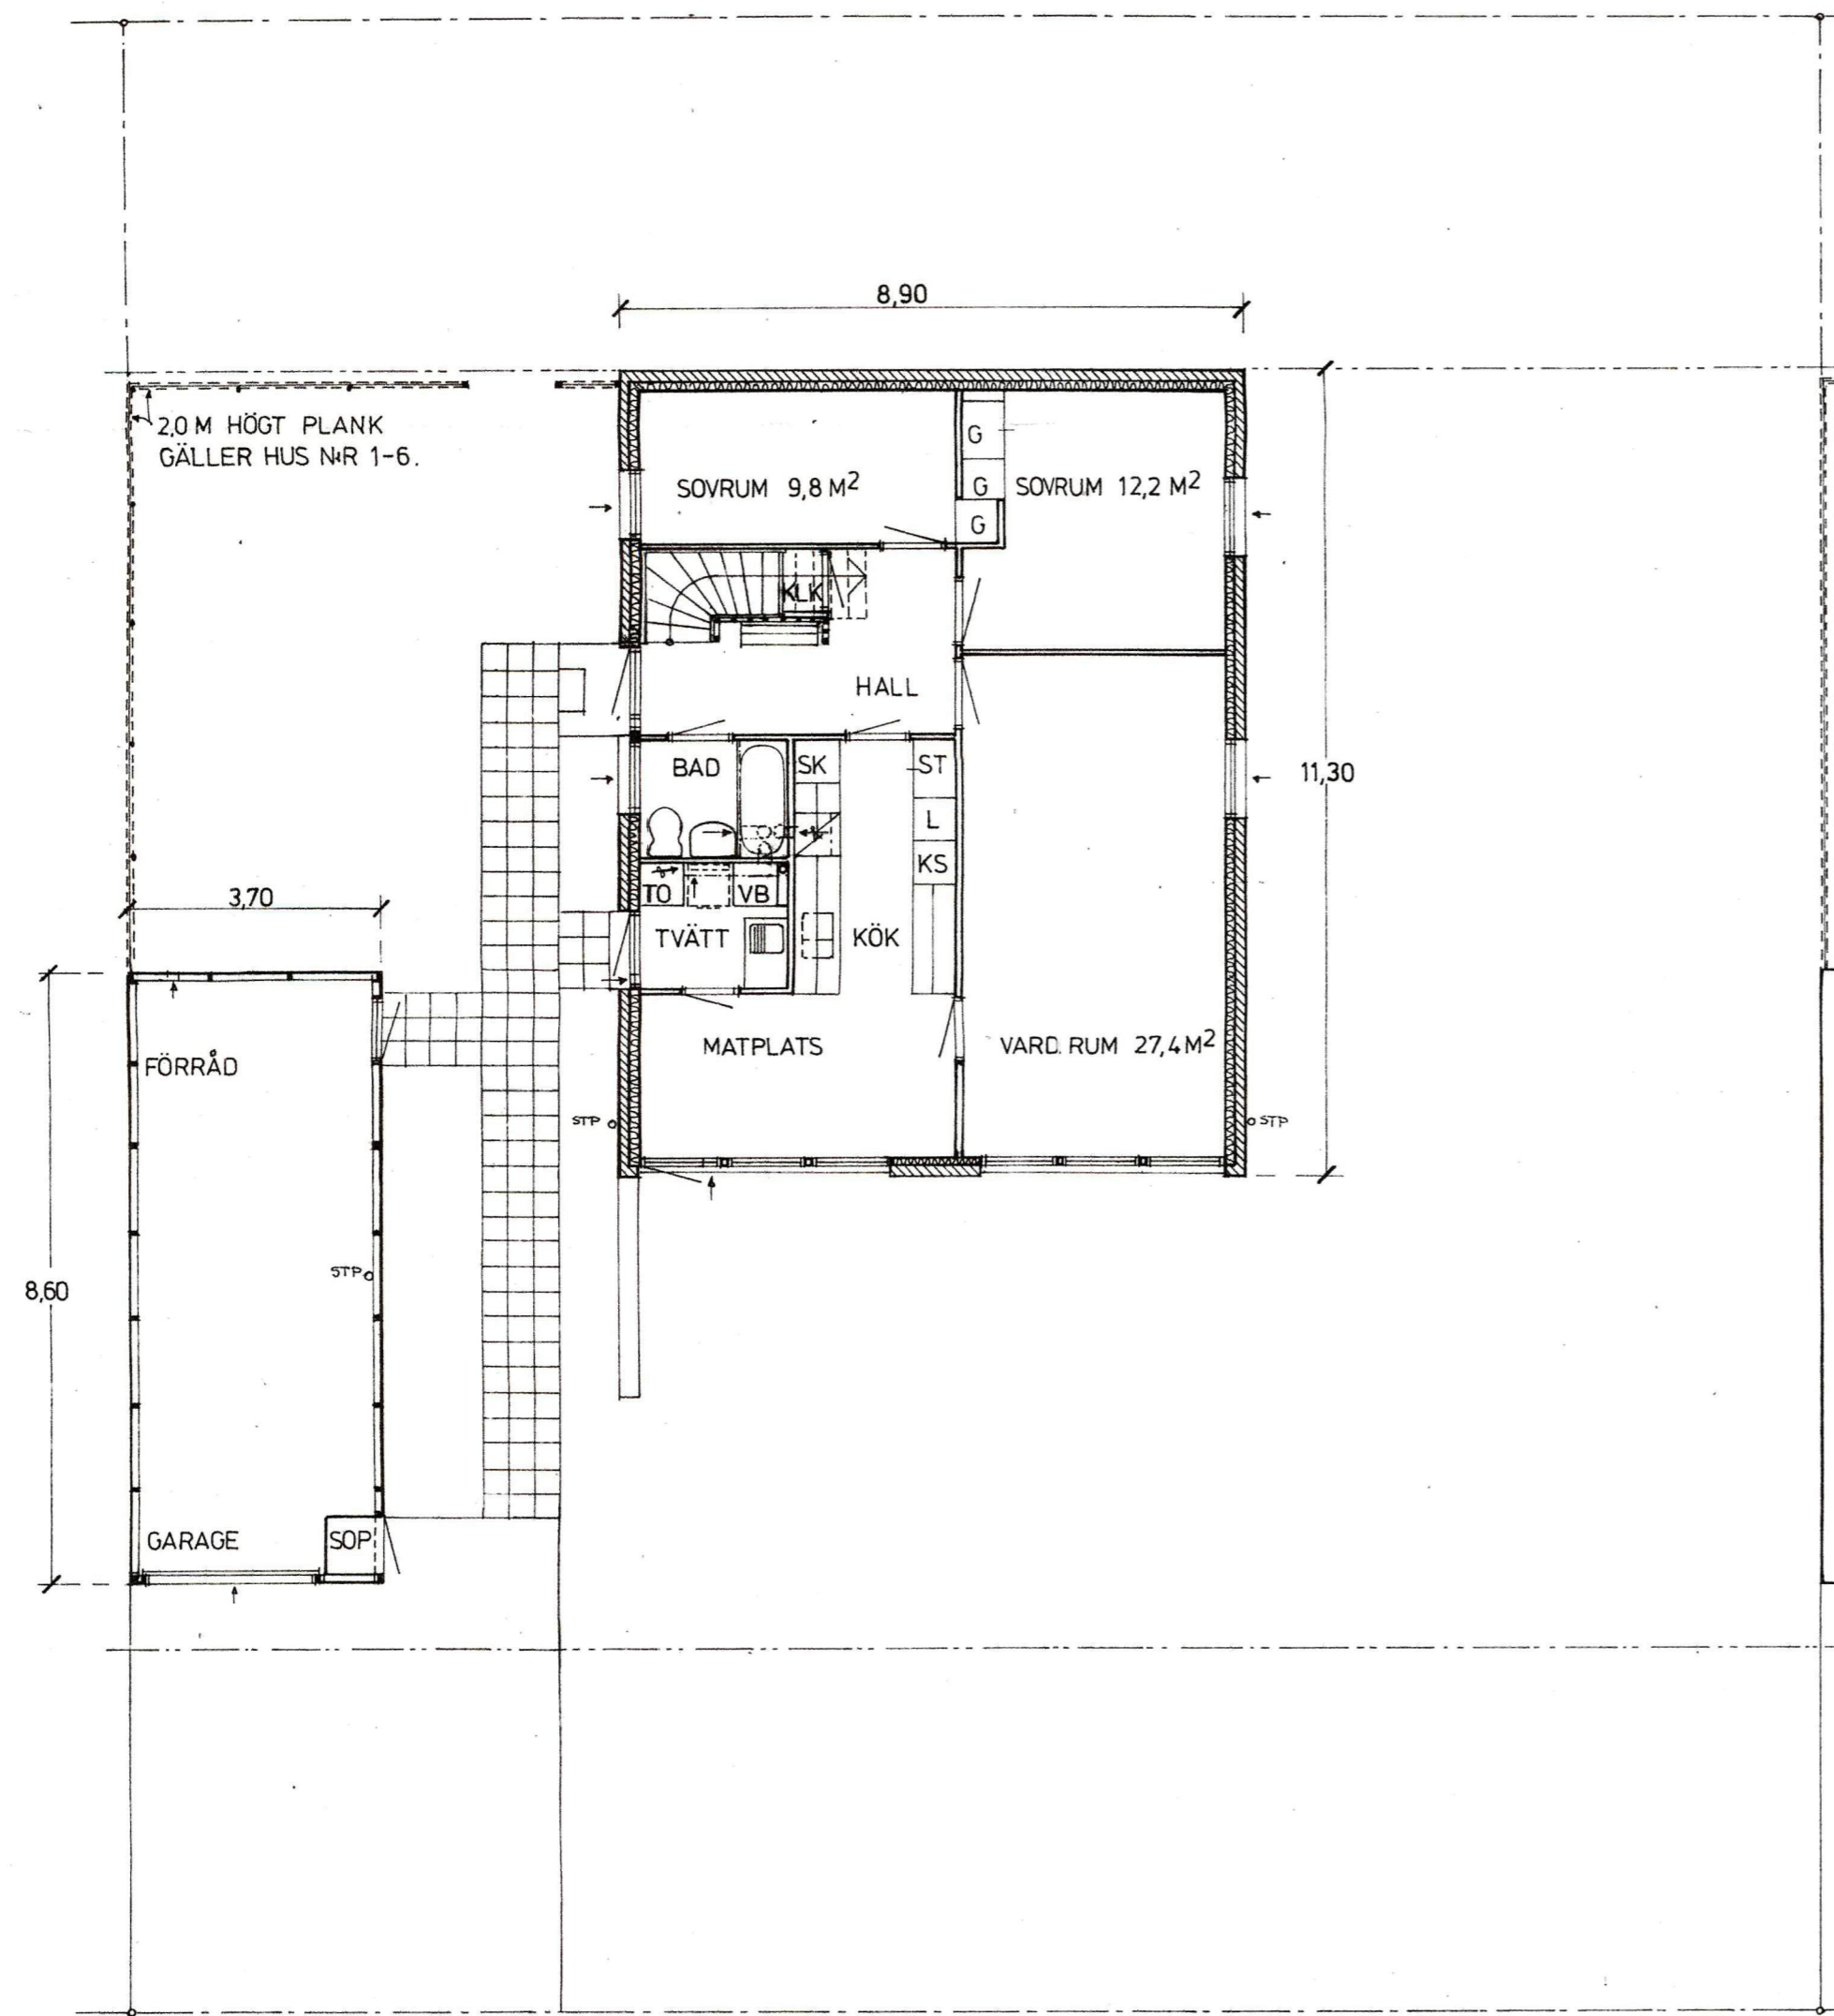 8,90
2,0 M HÖGT PLANK
GÄLLER HUS NR 1-6.
G
SOVRUM 9,8 M²
G
SOVRUM 12,2 M²
G
KLK
HALL
BAD
SK
ST
11,30
L
KS
3,70
TO
VB
TVÄTT
KÖK
MATPLATS
VARD. RUM 27,4 M²
FÖRRÅD
STP
STP
STP
8,60
GARAGE
SOP